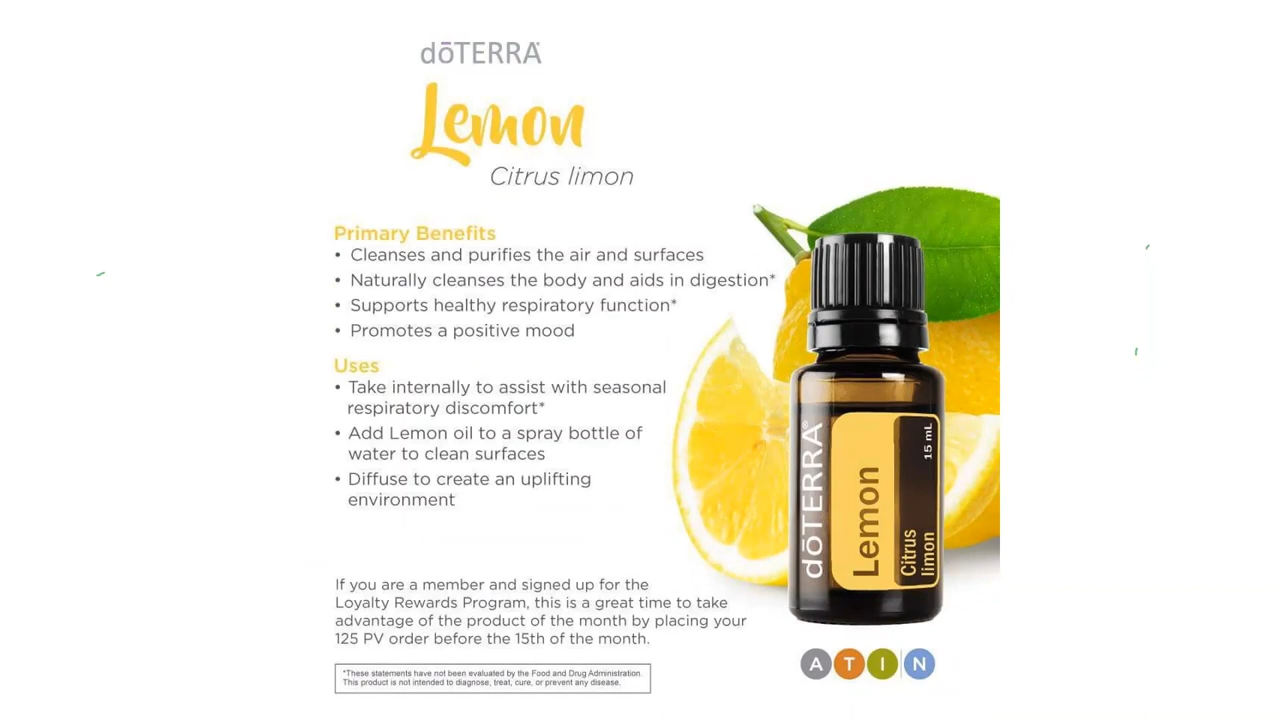 dōTERRA®
Lemon
Citrus limon
Primary Benefits
• Cleanses and purifies the air and surfaces
• Naturally cleanses the body and aids in digestion*
• Supports healthy respiratory function*
• Promotes a positive mood
Uses
• Take internally to assist with seasonal
respiratory discomfort*
• Add Lemon oil to a spray bottle of
water to clean surfaces
• Diffuse to create an uplifting
environment
If you are a member and signed up for the
Loyalty Rewards Program, this is a great time to take
advantage of the product of the month by placing your
125 PV order before the 15th of the month.
*These statements have not been evaluated by the Food and Drug Administration.
This product is not intended to diagnose, treat, cure, or prevent any disease.
dōTERRA®
Lemon
Citrus
limon
15 mL
A T I N